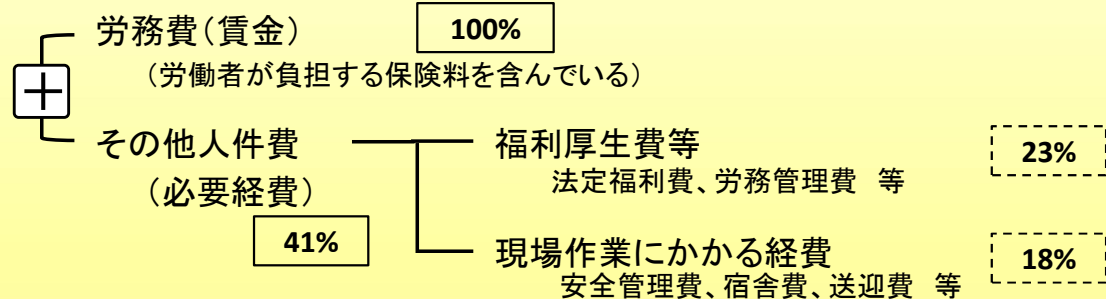 労務費(賃金) 100%
(労働者が負担する保険料を含んでいる)
+
その他人件費 福利厚生費等 23%
(必要経費) 法定福利費、労務管理費 等
41% 現場作業にかかる経費 18%
安全管理費、宿舎費、送迎費 等